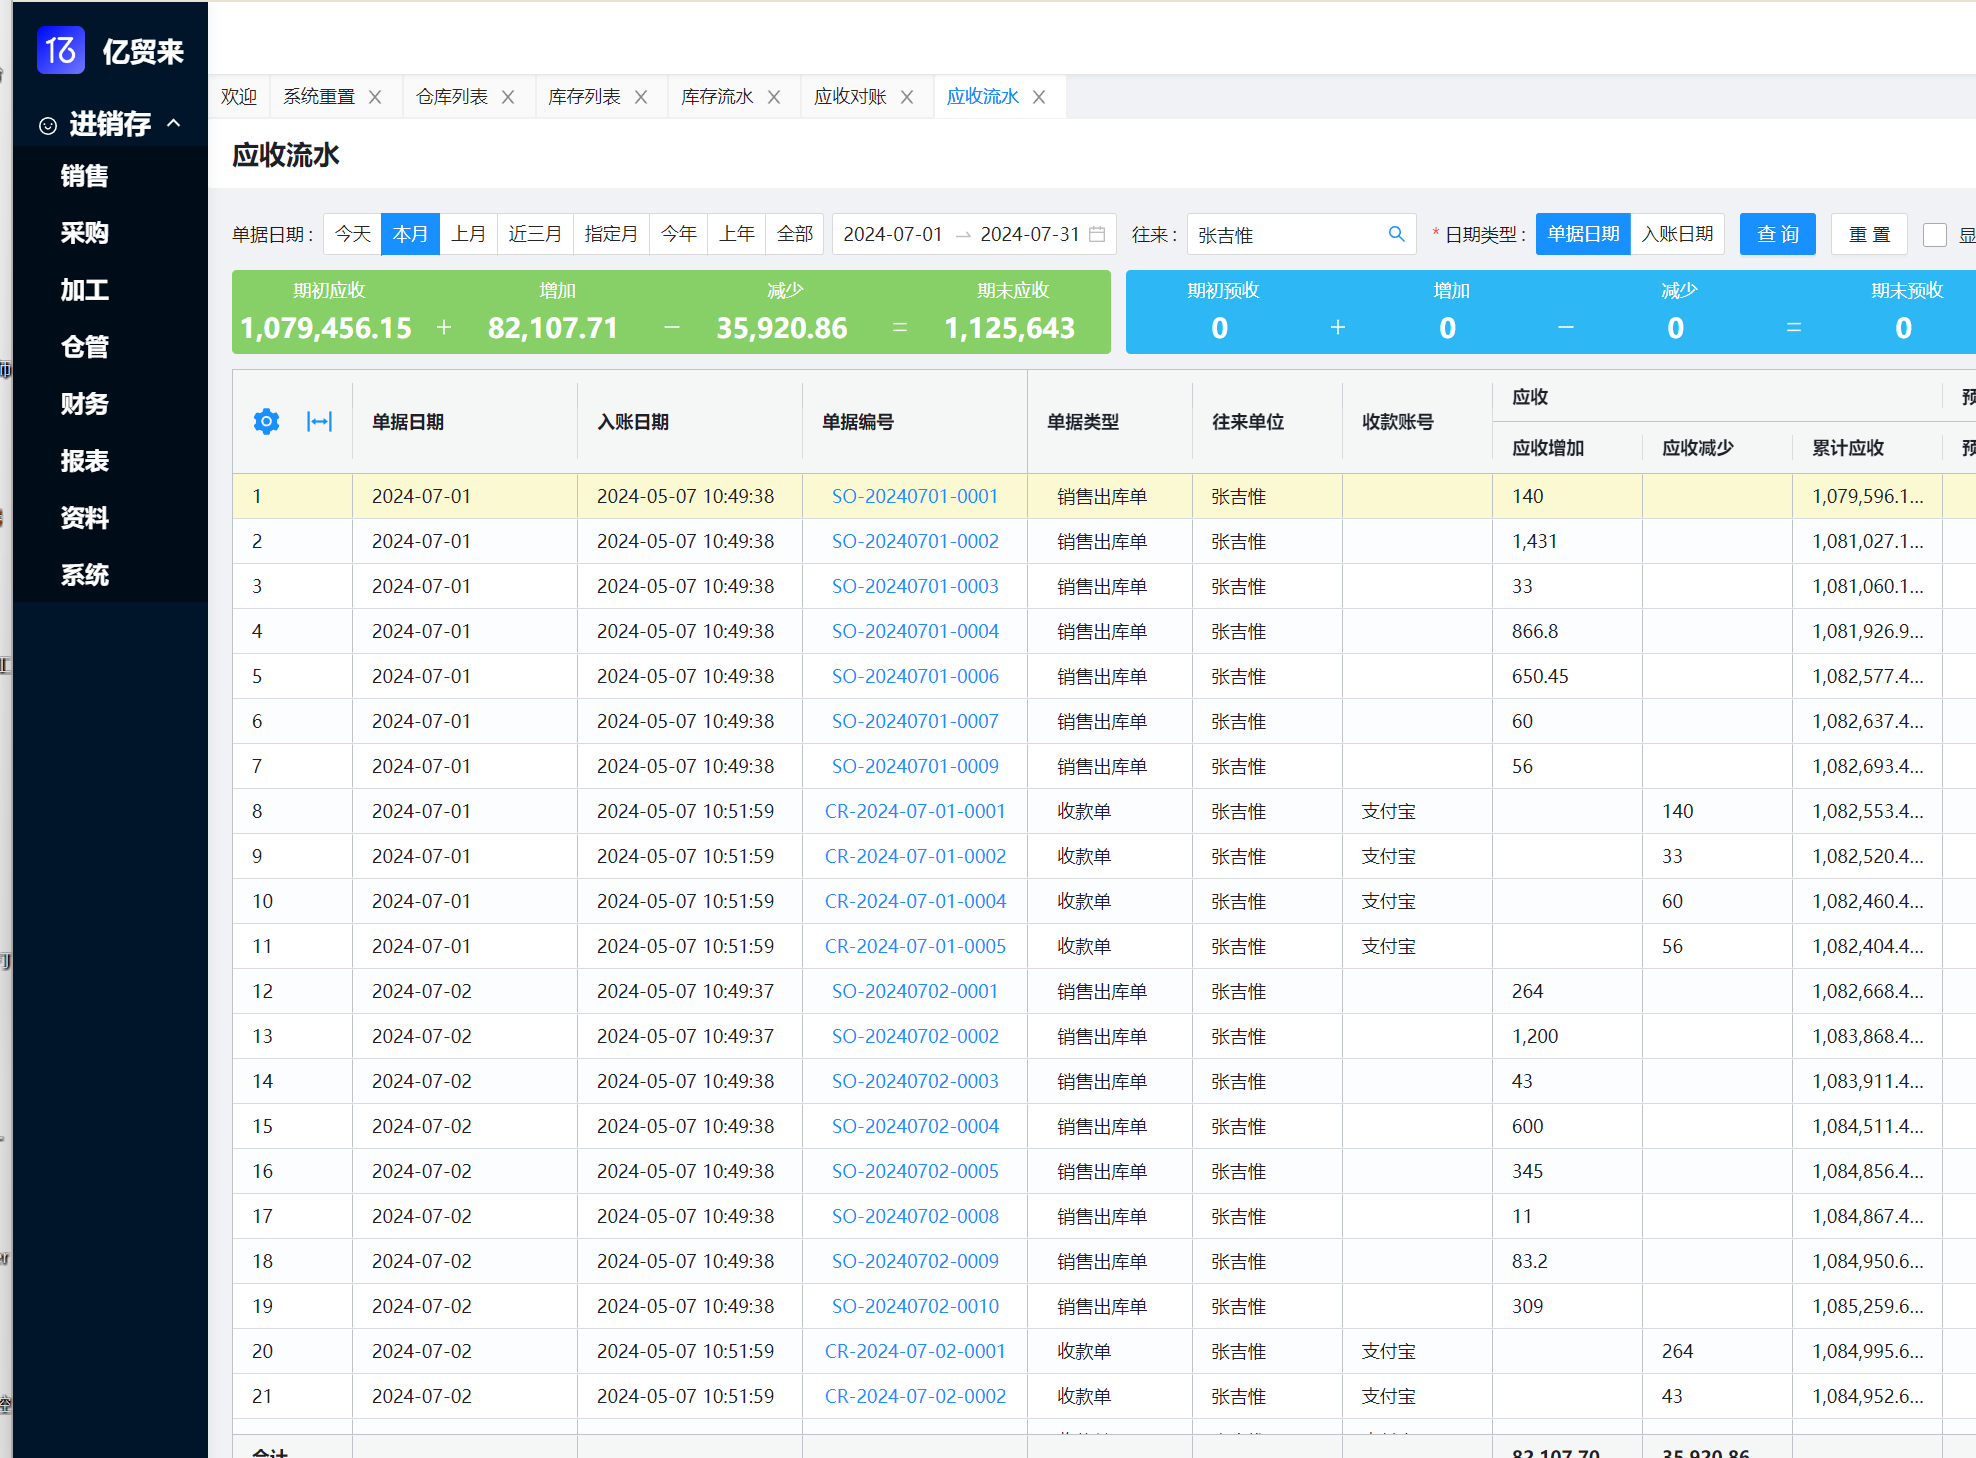 亿贸来
进销存
销售
采购
加工
仓管
财务
报表
资料
系统
欢迎 系统重置 仓库列表 库存列表 库存流水 应收对账 应收流水
应收流水
单据日期 : 今天 本月 上月 近三月 指定月 今年 上年 全部 2024-07-01 → 2024-07-31 往来 : 张吉惟 * 日期类型 : 单据日期 入账日期 查 询 重 置 显
期初应收 增加 减少 期末应收
1,079,456.15 + 82,107.71 − 35,920.86 = 1,125,643
期初预收 增加 减少 期末预收
0 + 0 − 0 = 0
单据日期 入账日期 单据编号 单据类型 往来单位 收款账号 应收 预
应收增加 应收减少 累计应收 预
1 2024-07-01 2024-05-07 10:49:38 SO-20240701-0001 销售出库单 张吉惟 140 1,079,596.1...
2 2024-07-01 2024-05-07 10:49:38 SO-20240701-0002 销售出库单 张吉惟 1,431 1,081,027.1...
3 2024-07-01 2024-05-07 10:49:38 SO-20240701-0003 销售出库单 张吉惟 33 1,081,060.1...
4 2024-07-01 2024-05-07 10:49:38 SO-20240701-0004 销售出库单 张吉惟 866.8 1,081,926.9...
5 2024-07-01 2024-05-07 10:49:38 SO-20240701-0006 销售出库单 张吉惟 650.45 1,082,577.4...
6 2024-07-01 2024-05-07 10:49:38 SO-20240701-0007 销售出库单 张吉惟 60 1,082,637.4...
7 2024-07-01 2024-05-07 10:49:38 SO-20240701-0009 销售出库单 张吉惟 56 1,082,693.4...
8 2024-07-01 2024-05-07 10:51:59 CR-2024-07-01-0001 收款单 张吉惟 支付宝 140 1,082,553.4...
9 2024-07-01 2024-05-07 10:51:59 CR-2024-07-01-0002 收款单 张吉惟 支付宝 33 1,082,520.4...
10 2024-07-01 2024-05-07 10:51:59 CR-2024-07-01-0004 收款单 张吉惟 支付宝 60 1,082,460.4...
11 2024-07-01 2024-05-07 10:51:59 CR-2024-07-01-0005 收款单 张吉惟 支付宝 56 1,082,404.4...
12 2024-07-02 2024-05-07 10:49:37 SO-20240702-0001 销售出库单 张吉惟 264 1,082,668.4...
13 2024-07-02 2024-05-07 10:49:37 SO-20240702-0002 销售出库单 张吉惟 1,200 1,083,868.4...
14 2024-07-02 2024-05-07 10:49:38 SO-20240702-0003 销售出库单 张吉惟 43 1,083,911.4...
15 2024-07-02 2024-05-07 10:49:38 SO-20240702-0004 销售出库单 张吉惟 600 1,084,511.4...
16 2024-07-02 2024-05-07 10:49:38 SO-20240702-0005 销售出库单 张吉惟 345 1,084,856.4...
17 2024-07-02 2024-05-07 10:49:38 SO-20240702-0008 销售出库单 张吉惟 11 1,084,867.4...
18 2024-07-02 2024-05-07 10:49:38 SO-20240702-0009 销售出库单 张吉惟 83.2 1,084,950.6...
19 2024-07-02 2024-05-07 10:49:38 SO-20240702-0010 销售出库单 张吉惟 309 1,085,259.6...
20 2024-07-02 2024-05-07 10:51:59 CR-2024-07-02-0001 收款单 张吉惟 支付宝 264 1,084,995.6...
21 2024-07-02 2024-05-07 10:51:59 CR-2024-07-02-0002 收款单 张吉惟 支付宝 43 1,084,952.6...
合计 82,107.70 35,920.86